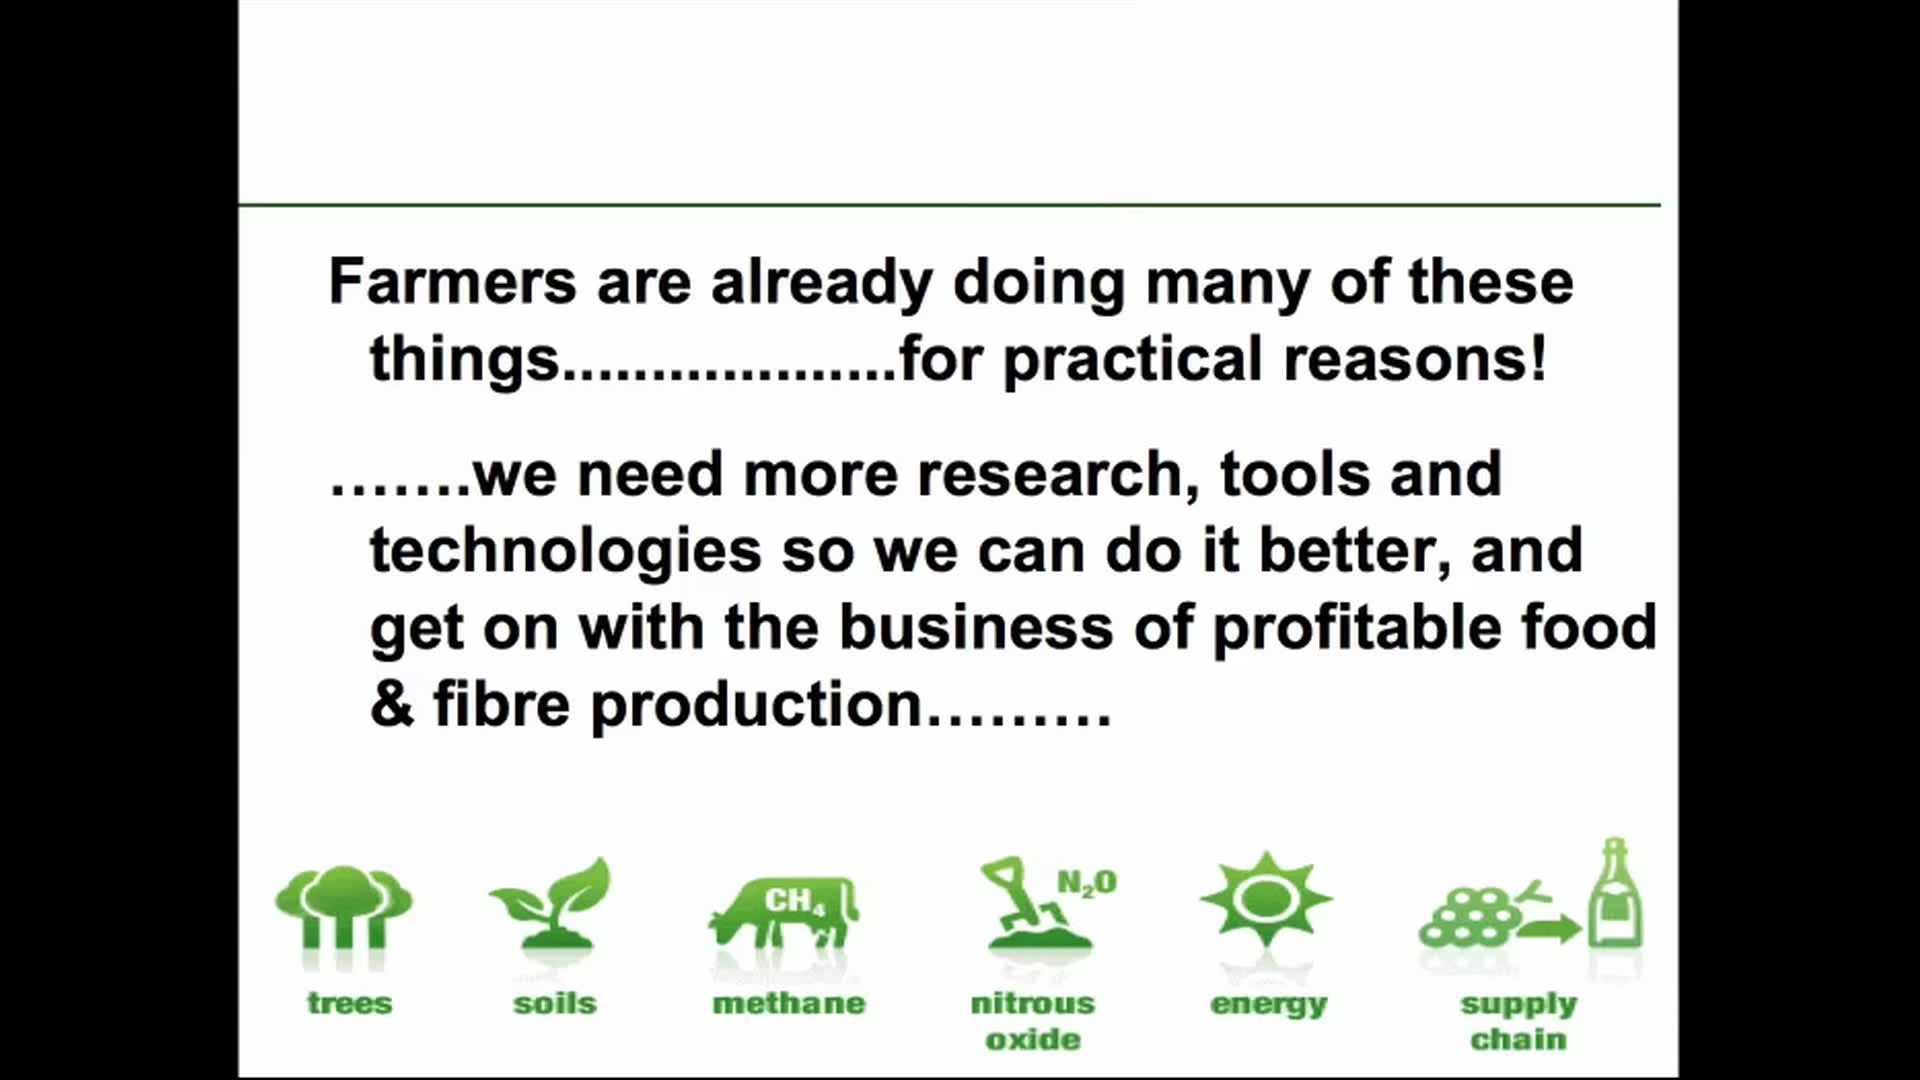 Farmers are already doing many of these
things..................for practical reasons!
…….we need more research, tools and
technologies so we can do it better, and
get on with the business of profitable food
& fibre production………
CH₄
N₂O
trees
soils
methane
nitrous
oxide
energy
supply
chain